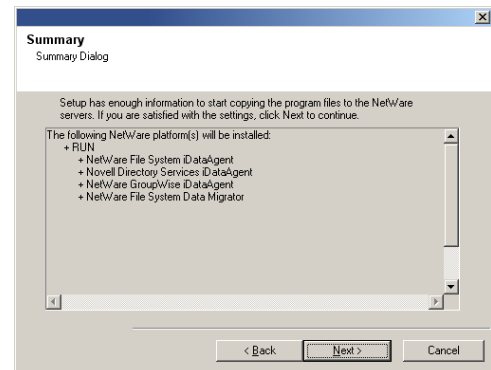 Summary
Summary Dialog
Setup has enough information to start copying the program files to the NetWare
servers. If you are satisfied with the settings, click Next to continue.
The following NetWare platform(s) will be installed:
+ RUN
+ NetWare File System iDataAgent
+ Novell Directory Services iDataAgent
+ NetWare GroupWise iDataAgent
+ NetWare File System Data Migrator
< Back Next > Cancel